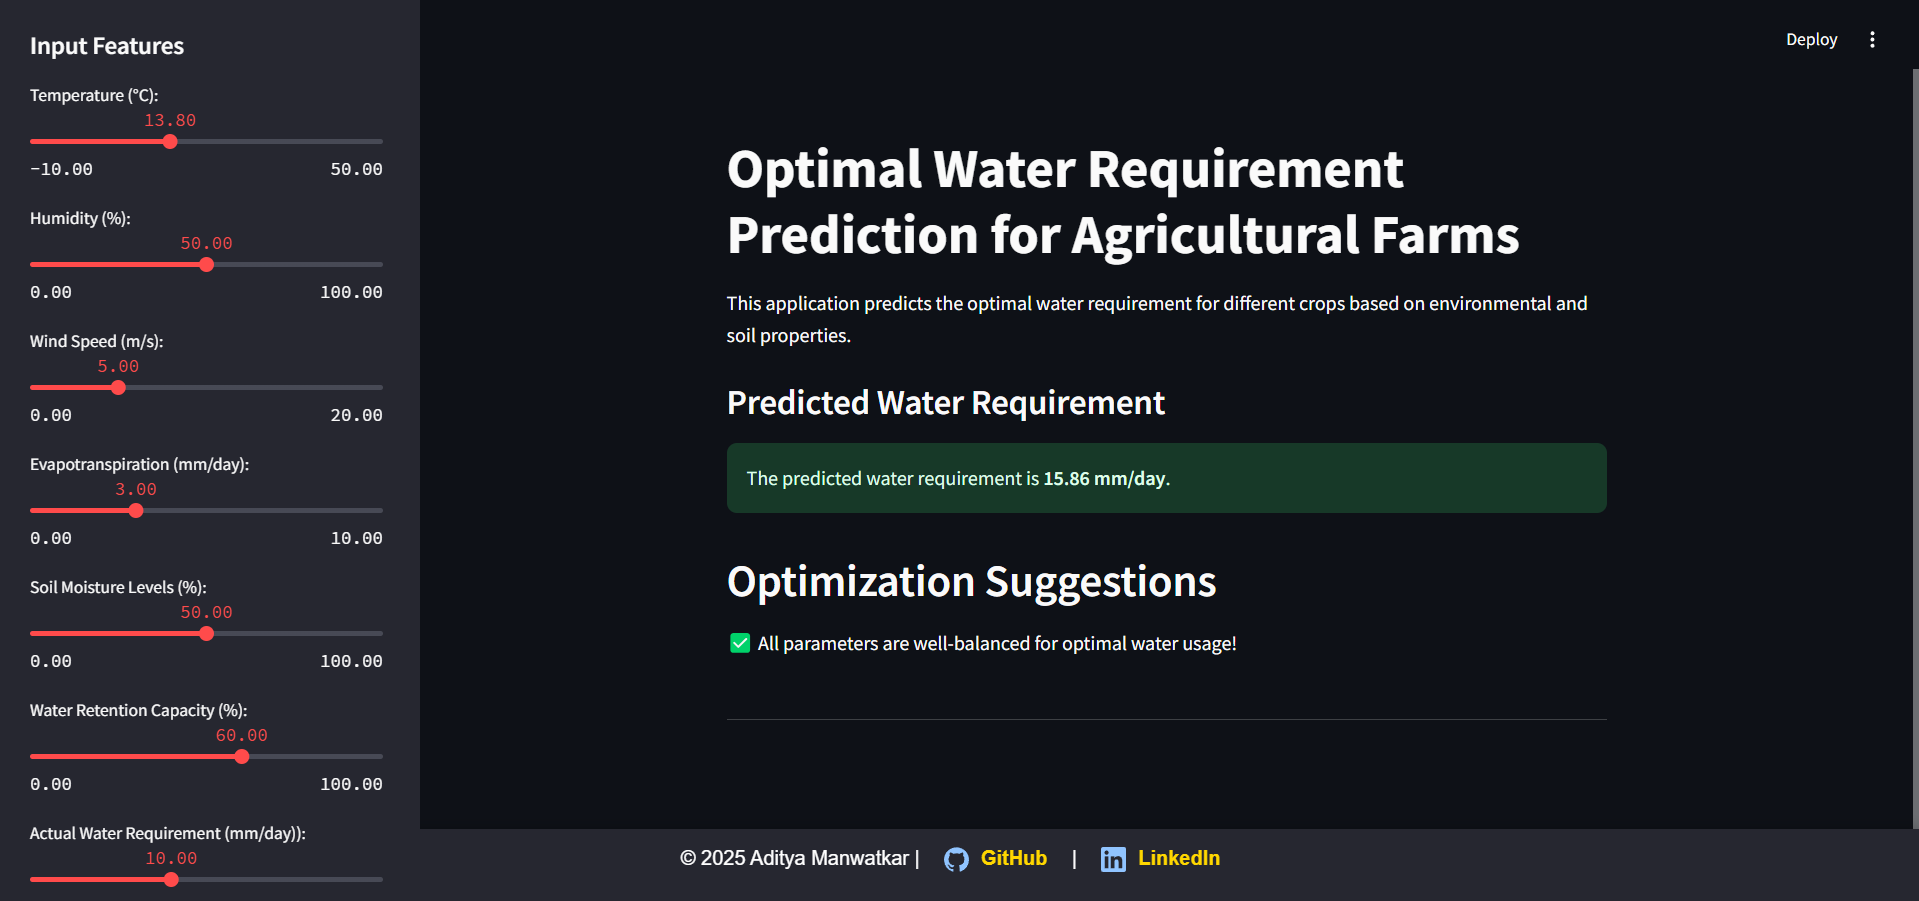 Input Features
Temperature (°C):
13.80
−10.00 50.00
Humidity (%):
50.00
0.00 100.00
Wind Speed (m/s):
5.00
0.00 20.00
Evapotranspiration (mm/day):
3.00
0.00 10.00
Soil Moisture Levels (%):
50.00
0.00 100.00
Water Retention Capacity (%):
60.00
0.00 100.00
Actual Water Requirement (mm/day)):
10.00
Deploy
Optimal Water Requirement
Prediction for Agricultural Farms
This application predicts the optimal water requirement for different crops based on environmental and
soil properties.
Predicted Water Requirement
The predicted water requirement is 15.86 mm/day.
Optimization Suggestions
✅ All parameters are well-balanced for optimal water usage!
© 2025 Aditya Manwatkar | GitHub | LinkedIn